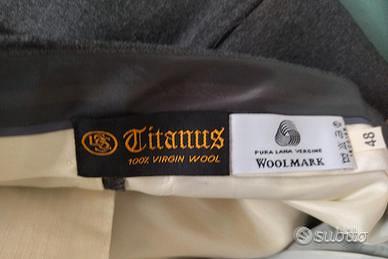 Titanus
100% VIRGIN WOOL
PURA LANA VERGINE
WOOLMARK
48
subito